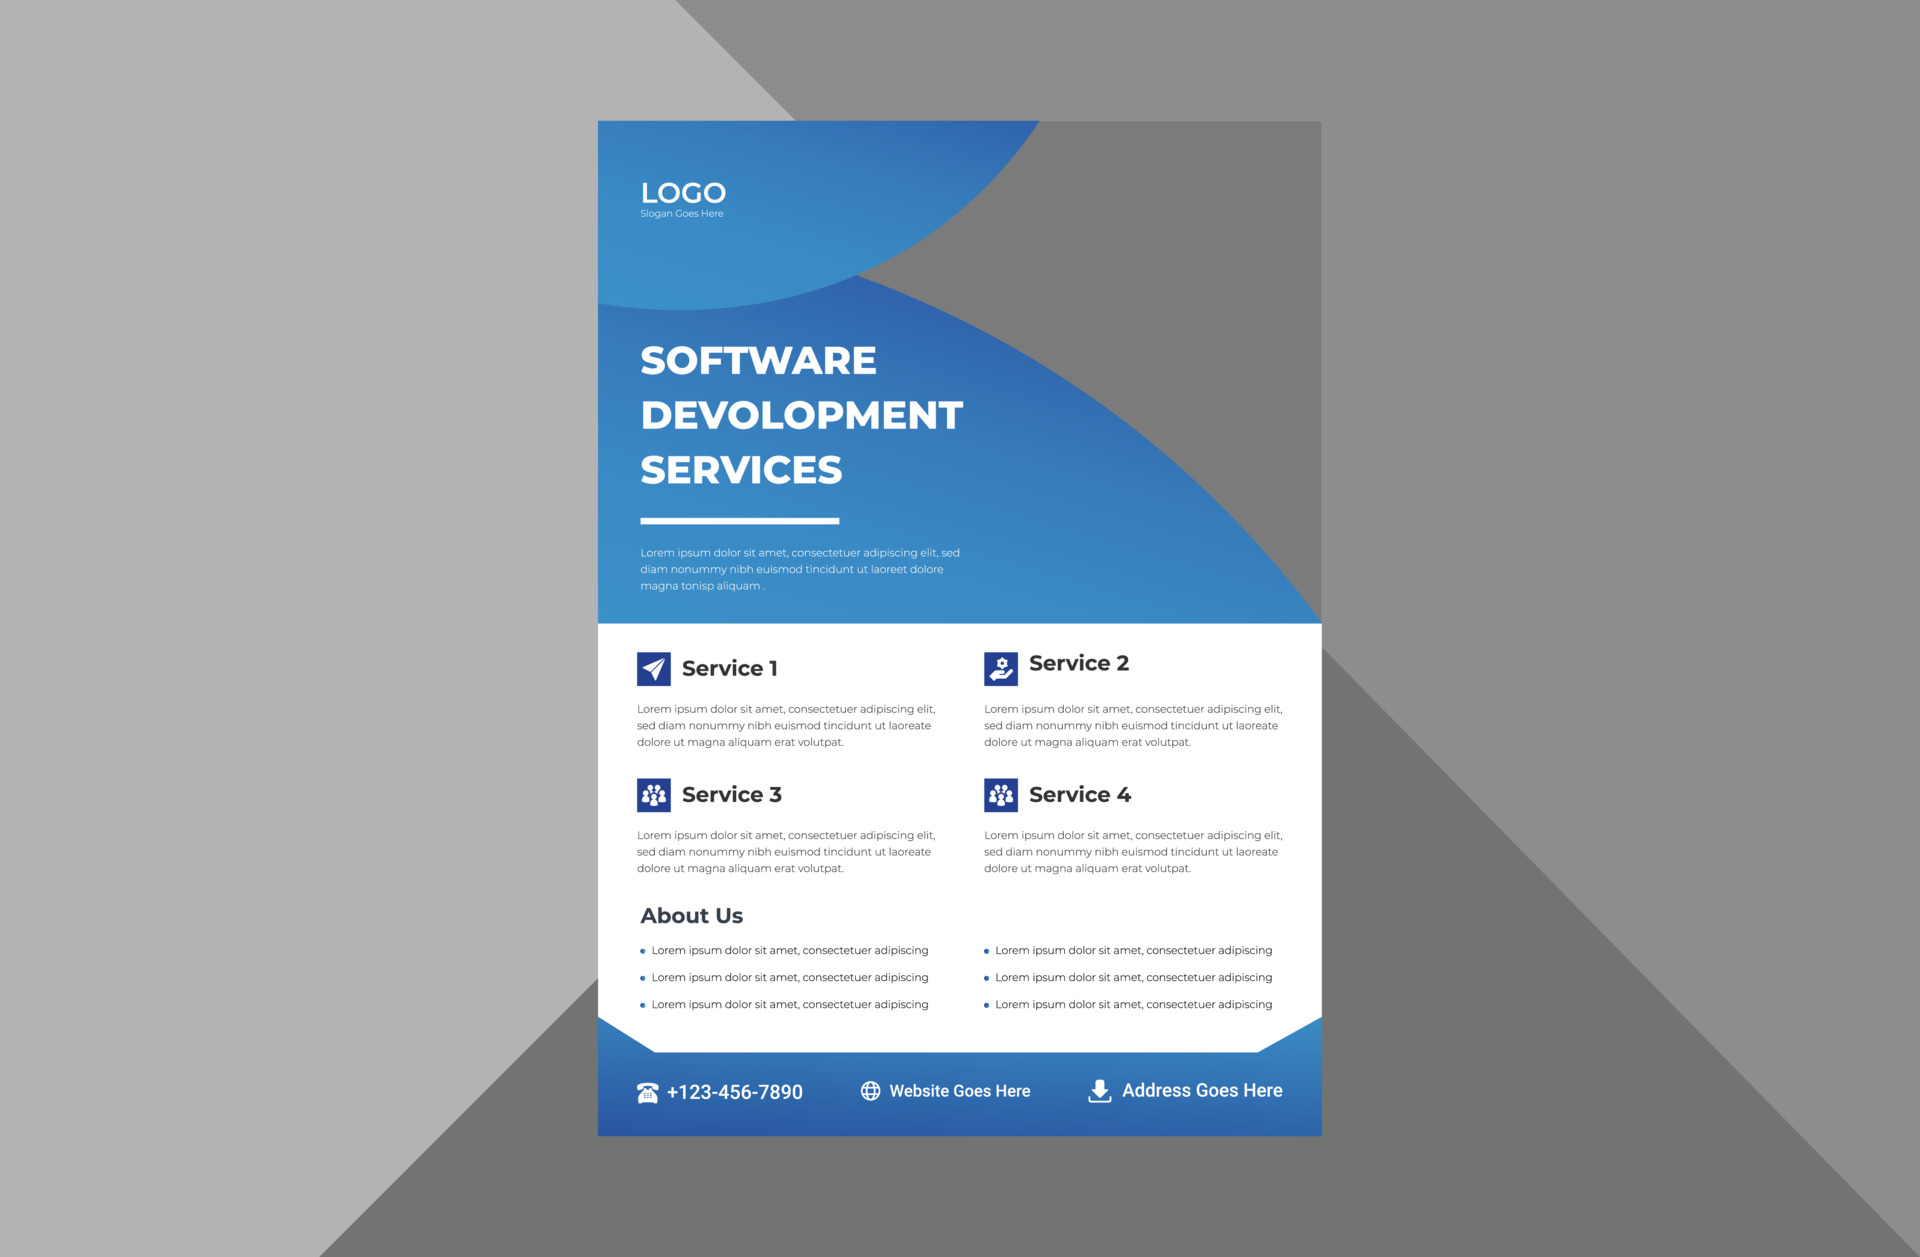 LOGO
Slogan Goes Here
SOFTWARE
DEVOLOPMENT
SERVICES
Lorem ipsum dolor sit amet, consectetuer adipiscing elit, sed
diam nonummy nibh euismod tincidunt ut laoreet dolore
magna tonisp aliquam .
Service 1
Lorem ipsum dolor sit amet, consectetuer adipiscing elit,
sed diam nonummy nibh euismod tincidunt ut laoreate
dolore ut magna aliquam erat volutpat.
Service 2
Lorem ipsum dolor sit amet, consectetuer adipiscing elit,
sed diam nonummy nibh euismod tincidunt ut laoreate
dolore ut magna aliquam erat volutpat.
Service 3
Lorem ipsum dolor sit amet, consectetuer adipiscing elit,
sed diam nonummy nibh euismod tincidunt ut laoreate
dolore ut magna aliquam erat volutpat.
Service 4
Lorem ipsum dolor sit amet, consectetuer adipiscing elit,
sed diam nonummy nibh euismod tincidunt ut laoreate
dolore ut magna aliquam erat volutpat.
About Us
Lorem ipsum dolor sit amet, consectetuer adipiscing
Lorem ipsum dolor sit amet, consectetuer adipiscing
Lorem ipsum dolor sit amet, consectetuer adipiscing
Lorem ipsum dolor sit amet, consectetuer adipiscing
Lorem ipsum dolor sit amet, consectetuer adipiscing
Lorem ipsum dolor sit amet, consectetuer adipiscing
+123-456-7890
Website Goes Here
Address Goes Here